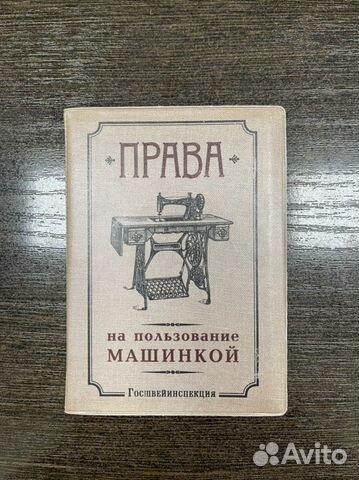 ПРАВА
на пользование
МАШИНКОЙ
Госшвейинспекция
Avito